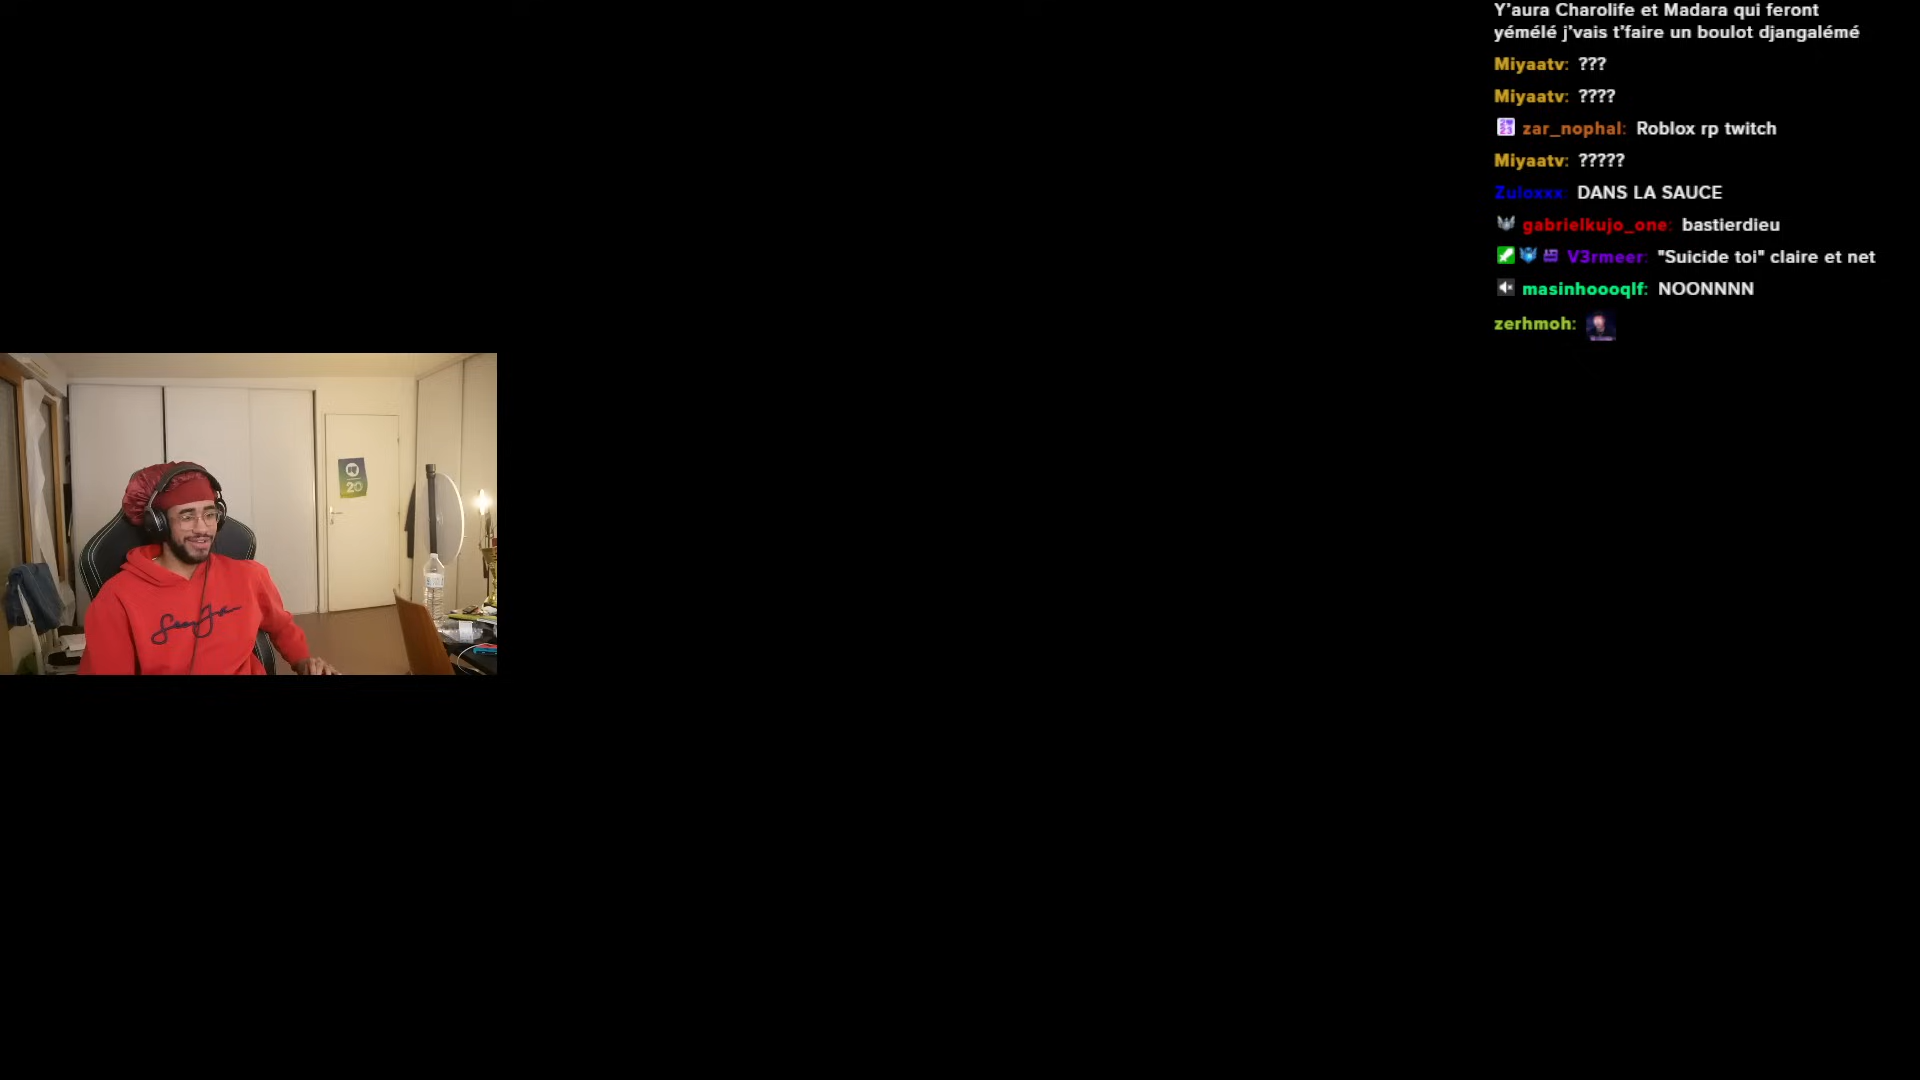 Y'aura Charolife et Madara qui feront
yémélé j'vais t'faire un boulot djangalémé
Miyaatv: ???
Miyaatv: ????
zar_nophal: Roblox rp twitch
Miyaatv: ?????
Zuloxxx: DANS LA SAUCE
gabrielkujo_one: bastierdieu
V3rmeer: "Suicide toi" claire et net
masinhoooqlf: NOONNNN
zerhmoh:
20